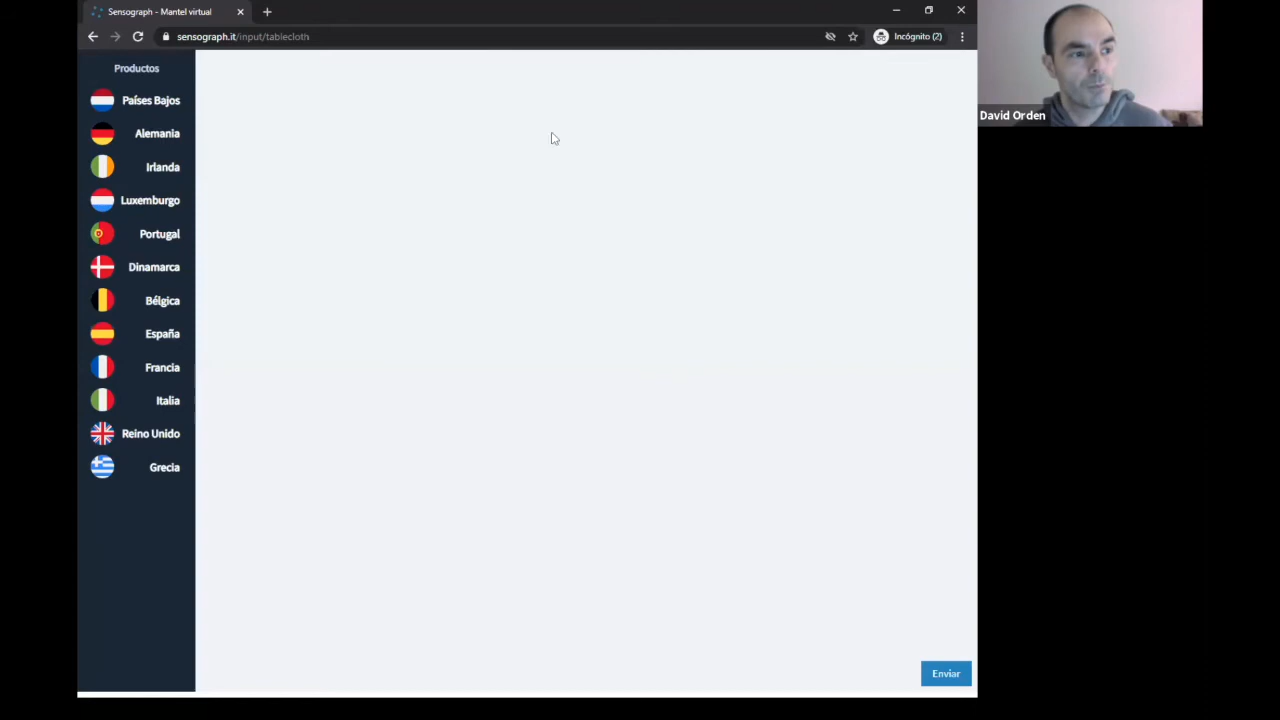 Sensograph - Mantel virtual
sensograph.it/input/tablecloth
Incógnito (2)
Productos
Países Bajos
Alemania
Irlanda
Luxemburgo
Portugal
Dinamarca
Bélgica
España
Francia
Italia
Reino Unido
Grecia
Enviar
David Orden